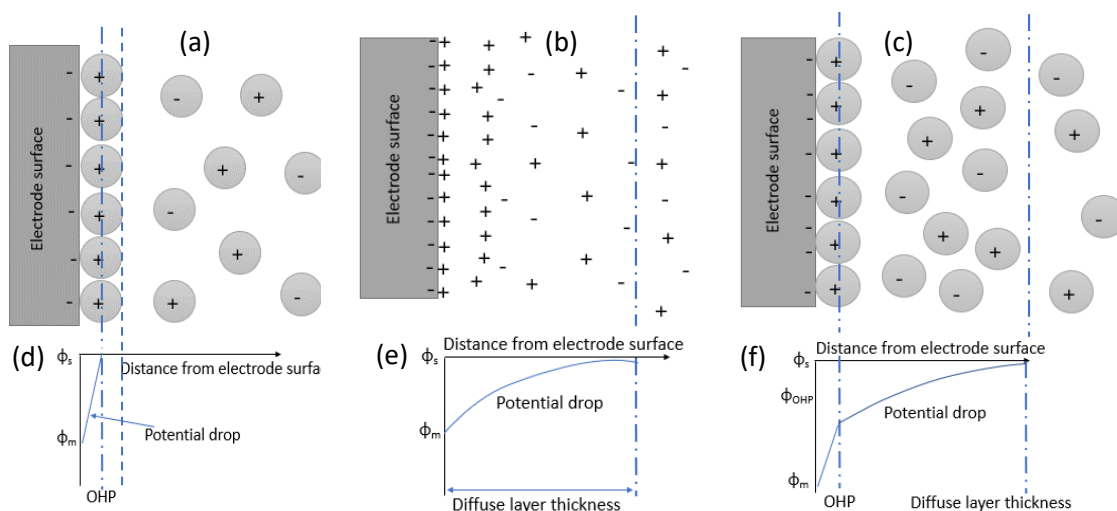 (a)
(b)
(c)
Electrode surface
Electrode surface
Electrode surface
(d)
ϕs
Distance from electrode surfa
Potential drop
ϕm
OHP
(e)
ϕs
Distance from electrode surface
Potential drop
ϕm
Diffuse layer thickness
(f)
ϕs
Distance from electrode surface
ϕOHP
Potential drop
ϕm
OHP
Diffuse layer thickness